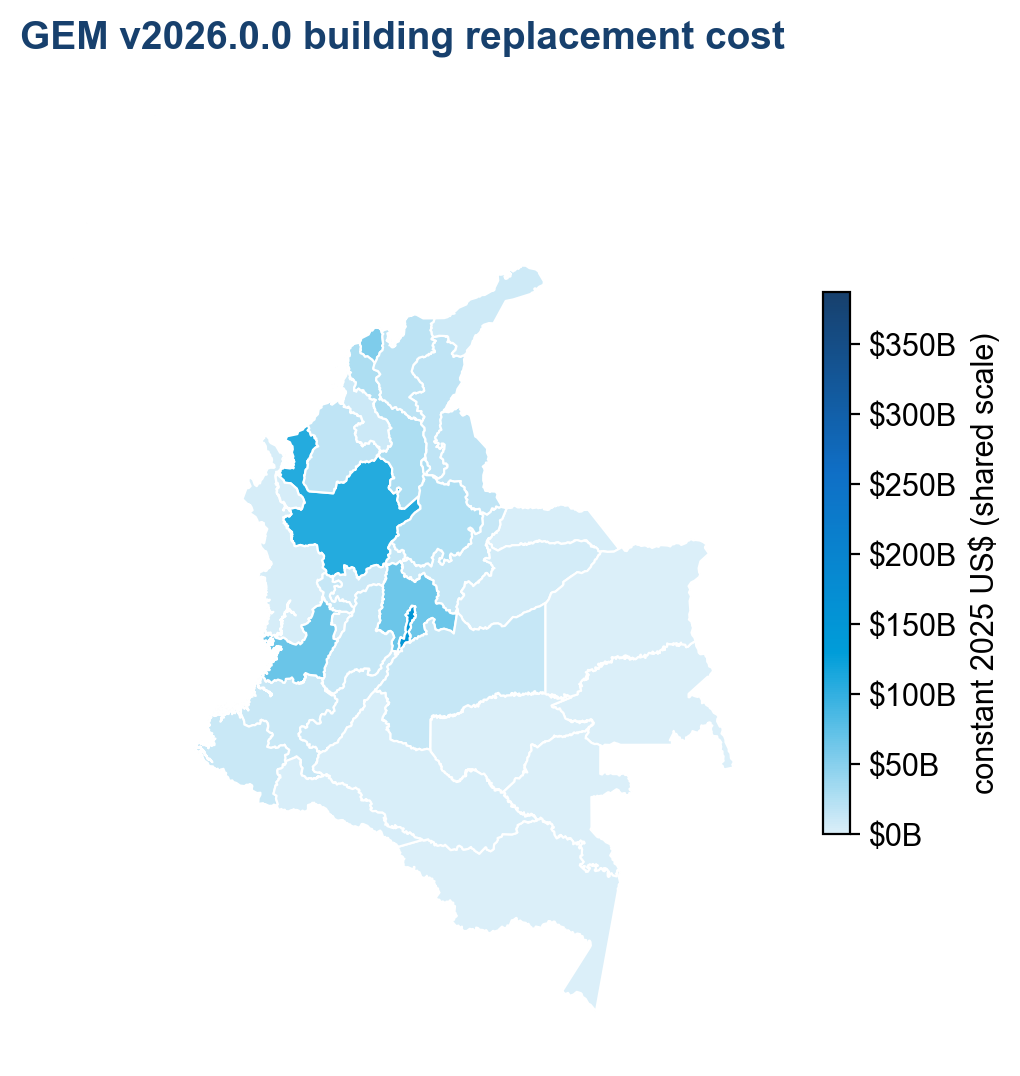 GEM v2026.0.0 building replacement cost
$350B
$300B
$250B
$200B
$150B
$100B
$50B
$0B
constant 2025 US$ (shared scale)